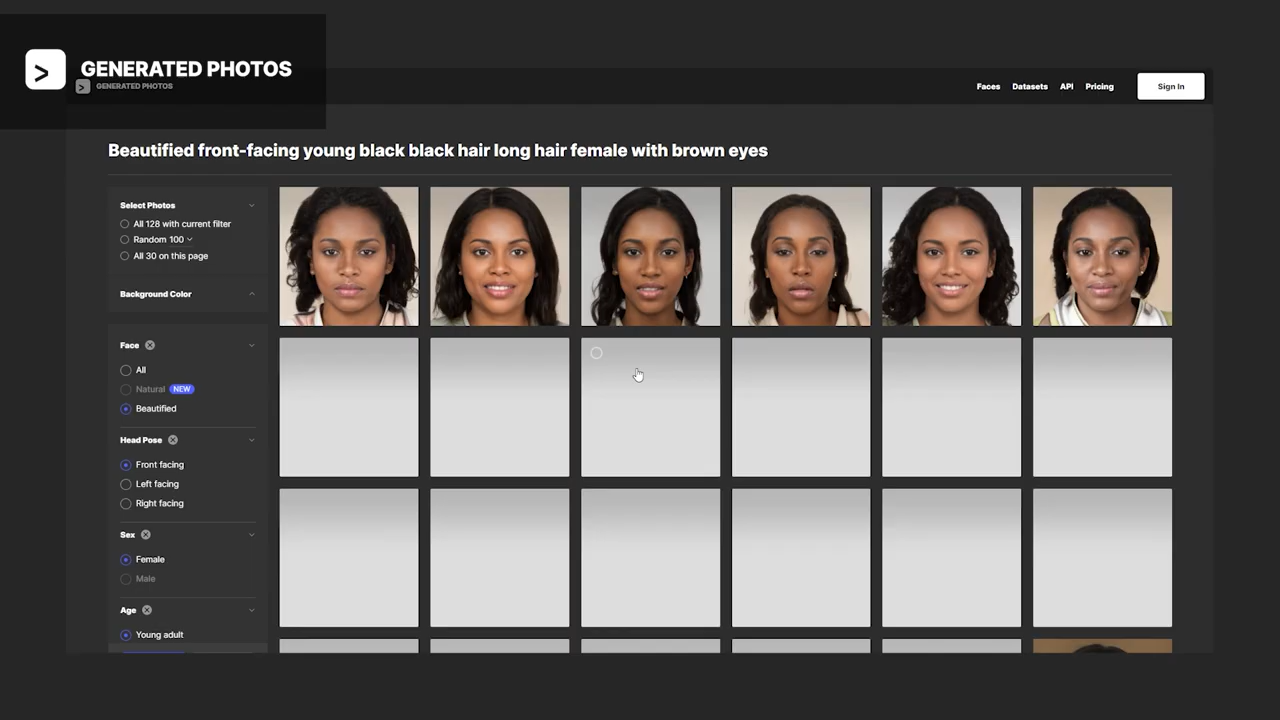 GENERATED PHOTOS
GENERATED PHOTOS
Faces Datasets API Pricing Sign In
Beautified front-facing young black black hair long hair female with brown eyes
Select Photos
All 128 with current filter
Random 100
All 30 on this page
Background Color
Face
All
Natural NEW
Beautified
Head Pose
Front facing
Left facing
Right facing
Sex
Female
Male
Age
Young adult